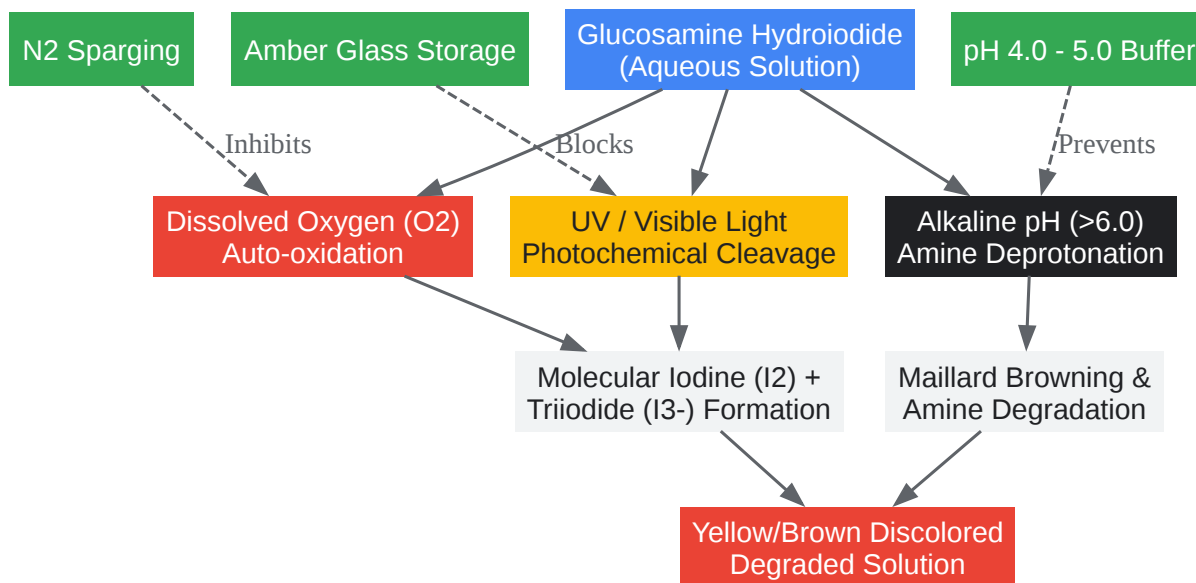 N2 Sparging
Amber Glass Storage
Glucosamine Hydroiodide
(Aqueous Solution)
pH 4.0 - 5.0 Buffer
Inhibits
Blocks
Prevents
Dissolved Oxygen (O2)
Auto-oxidation
UV / Visible Light
Photochemical Cleavage
Alkaline pH (>6.0)
Amine Deprotonation
Molecular Iodine (I2) +
Triiodide (I3-) Formation
Maillard Browning &
Amine Degradation
Yellow/Brown Discolored
Degraded Solution